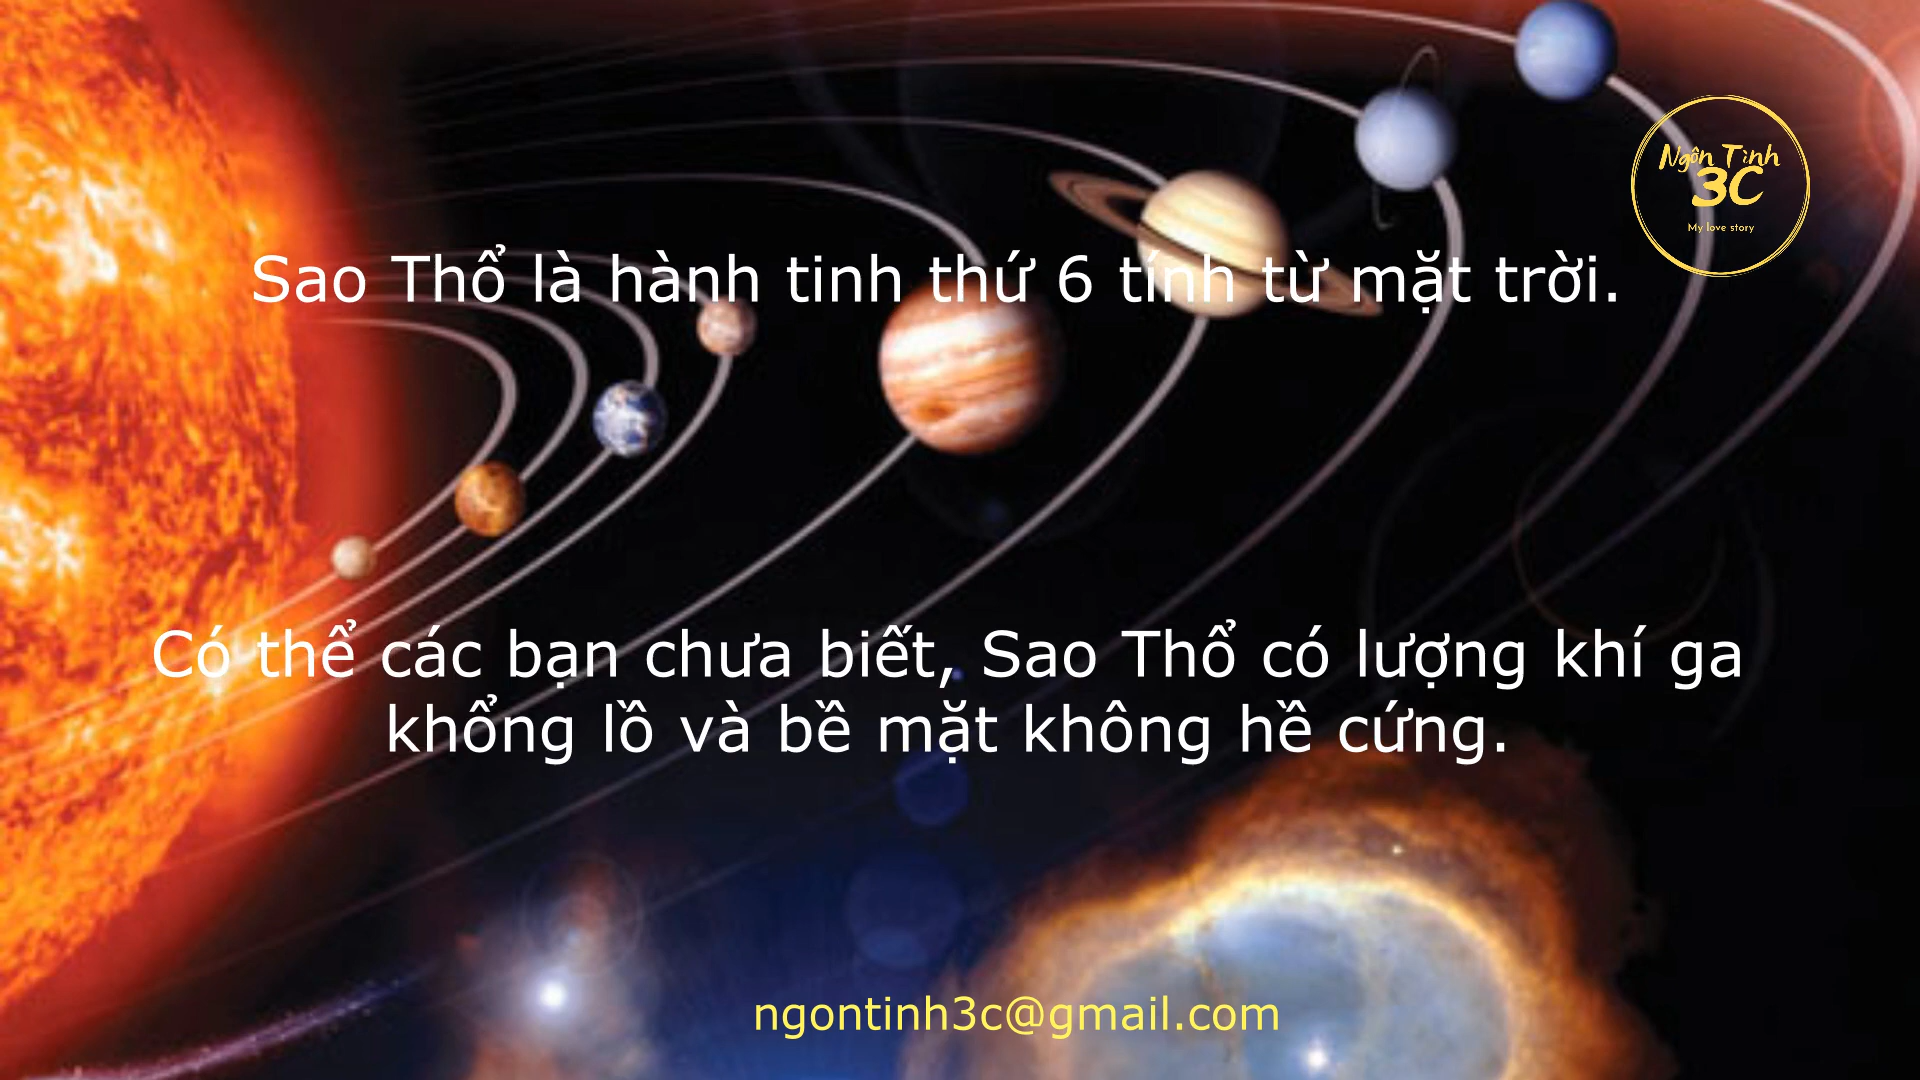 Ngôn Tình
3C
My love story
Sao Thổ là hành tinh thứ 6 tính từ mặt trời.
Có thể các bạn chưa biết, Sao Thổ có lượng khí ga
khổng lồ và bề mặt không hề cứng.
ngontinh3c@gmail.com